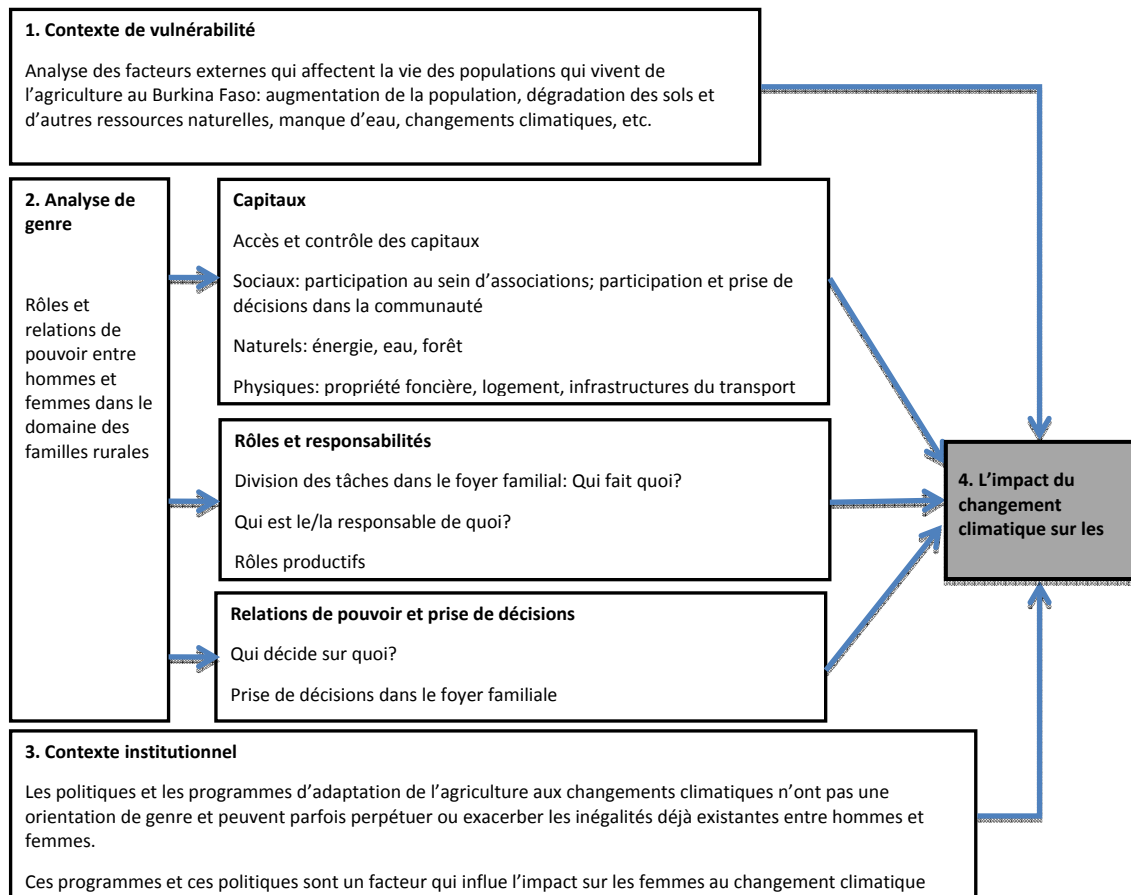 1. Contexte de vulnérabilité
Analyse des facteurs externes qui affectent la vie des populations qui vivent de
l’agriculture au Burkina Faso: augmentation de la population, dégradation des sols et
d’autres ressources naturelles, manque d’eau, changements climatiques, etc.
2. Analyse de
genre
Rôles et
relations de
pouvoir entre
hommes et
femmes dans le
domaine des
familles rurales
Capitaux
Accès et contrôle des capitaux
Sociaux: participation au sein d’associations; participation et prise de
décisions dans la communauté
Naturels: énergie, eau, forêt
Physiques: propriété foncière, logement, infrastructures du transport
Rôles et responsabilités
Division des tâches dans le foyer familial: Qui fait quoi?
Qui est le/la responsable de quoi?
Rôles productifs
Relations de pouvoir et prise de décisions
Qui décide sur quoi?
Prise de décisions dans le foyer familiale
4. L’impact du
changement
climatique sur les
3. Contexte institutionnel
Les politiques et les programmes d’adaptation de l’agriculture aux changements climatiques n’ont pas une
orientation de genre et peuvent parfois perpétuer ou exacerber les inégalités déjà existantes entre hommes et
femmes.
Ces programmes et ces politiques sont un facteur qui influe l’impact sur les femmes au changement climatique